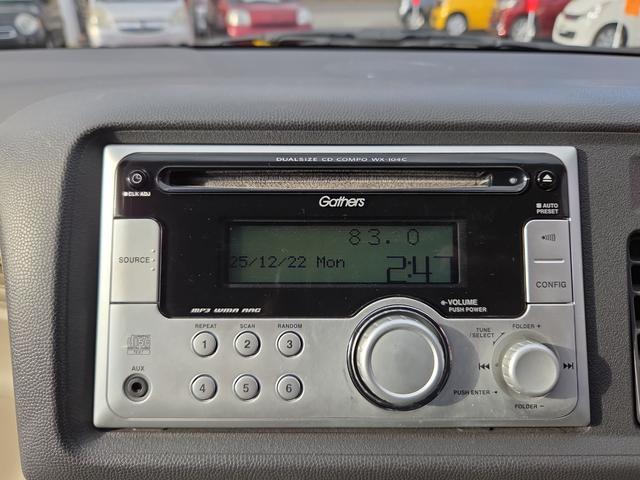 DUALSIZE CD COMPO WX-104C
CLK/ADJ
Gathers
AUTO
PRESET
83.0
25/12/22 Mon
2:47
SOURCE
CONFIG
MP3 WMA AAC
VOLUME
PUSH POWER
REPEAT SCAN RANDOM
1 2 3
4 5 6
AUX
TUNE
/SELECT
FOLDER +
PUSH ENTER
FOLDER −